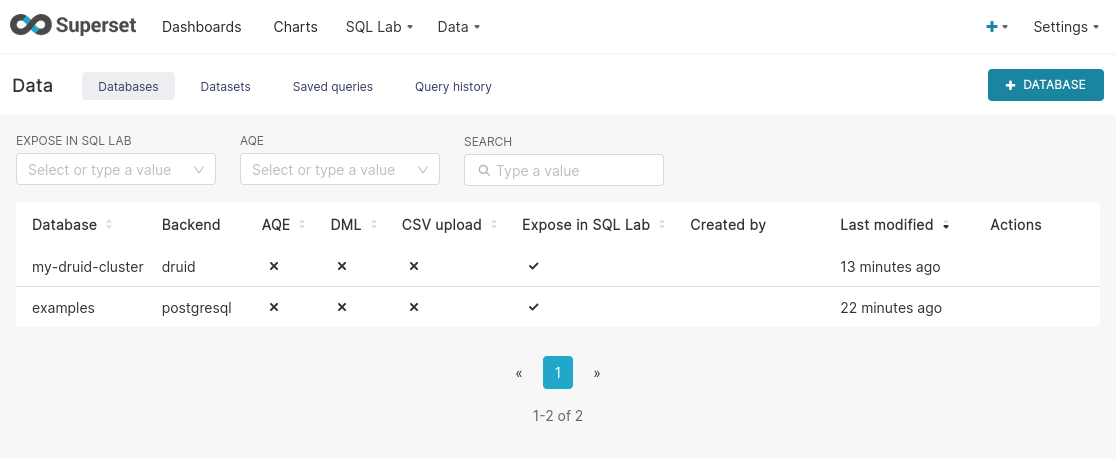 Superset Dashboards Charts SQL Lab Data + Settings
Data Databases Datasets Saved queries Query history + DATABASE
EXPOSE IN SQL LAB AQE SEARCH
Select or type a value Select or type a value Type a value
Database Backend AQE DML CSV upload Expose in SQL Lab Created by Last modified Actions
my-druid-cluster druid 13 minutes ago
examples postgresql 22 minutes ago
« 1 »
1-2 of 2